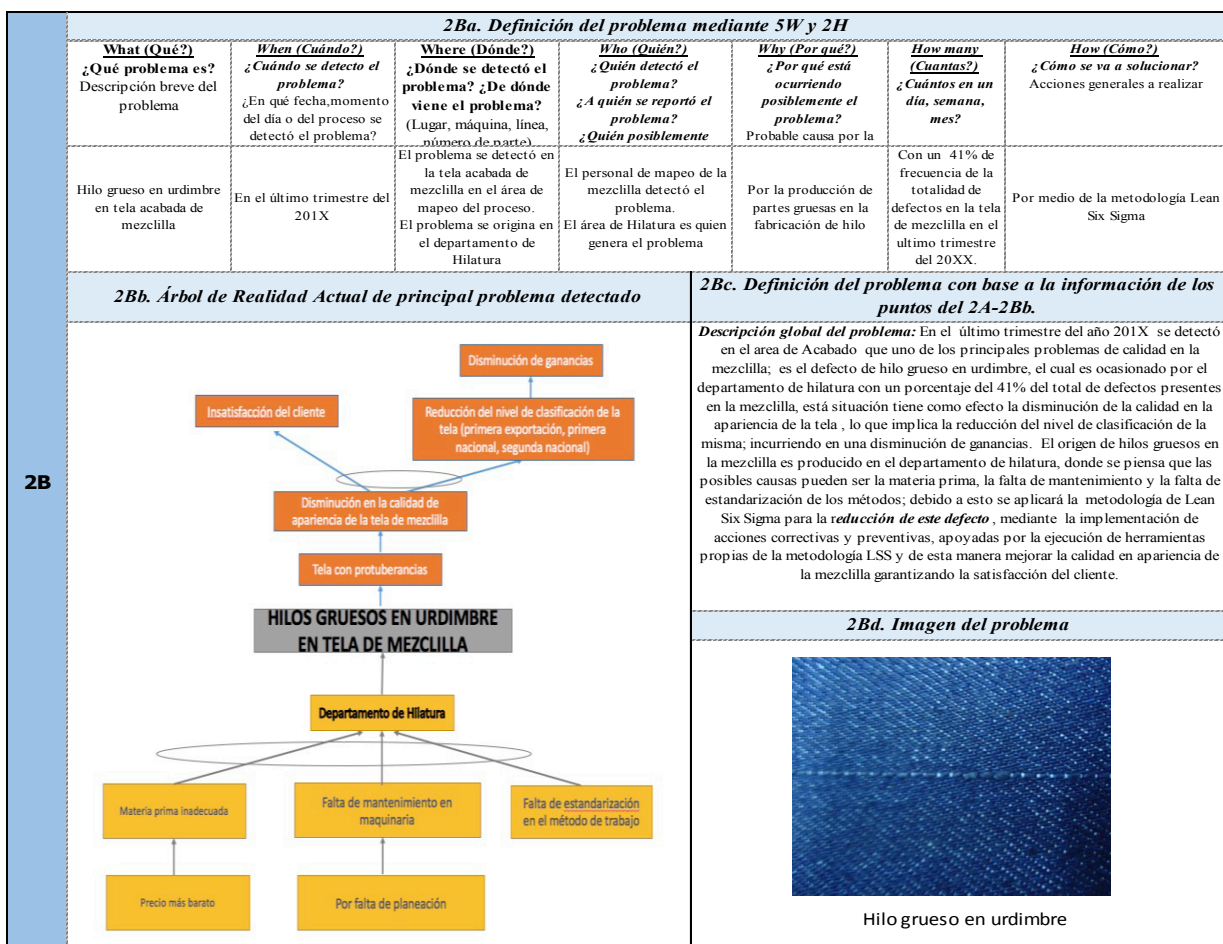 2Ba. Definición del problema mediante 5W y 2H
What (Qué?)
¿Qué problema es?
Descripción breve del
problema
When (Cuándo?)
¿Cuándo se detecto el
problema?
¿En qué fecha,momento
del día o del proceso se
detectó el problema?
Where (Dónde?)
¿Dónde se detectó el
problema? ¿De dónde
viene el problema?
(Lugar, máquina, línea,
número de parte)
Who (Quién?)
¿Quién detectó el
problema?
¿A quién se reportó el
problema?
¿Quién posiblemente
Why (Por qué?)
¿Por qué está
ocurriendo
posiblemente el
problema?
Probable causa por la
How many
(Cuantas?)
¿Cuántos en un
día, semana,
mes?
How (Cómo?)
¿Cómo se va a solucionar?
Acciones generales a realizar
Hilo grueso en urdimbre
en tela acabada de
mezclilla
En el último trimestre del
201X
El problema se detectó en
la tela acabada de
mezclilla en el área de
mapeo del proceso.
El problema se origina en
el departamento de
Hilatura
El personal de mapeo de la
mezclilla detectó el
problema.
El área de Hilatura es quien
genera el problema
Por la producción de
partes gruesas en la
fabricación de hilo
Con un 41% de
frecuencia de la
totalidad de
defectos en la tela
de mezclilla en el
ultimo trimestre
del 20XX.
Por medio de la metodología Lean
Six Sigma
2B
2Bb. Árbol de Realidad Actual de principal problema detectado
Disminución de ganancias
Insatisfacción del cliente
Reducción del nivel de clasificación de la
tela (primera exportación, primera
nacional, segunda nacional)
Disminución en la calidad de
apariencia de la tela de mezclilla
Tela con protuberancias
HILOS GRUESOS EN URDIMBRE
EN TELA DE MEZCLILLA
Departamento de Hilatura
Materia prima inadecuada
Falta de mantenimiento en
maquinaria
Falta de estandarización
en el método de trabajo
Precio más barato
Por falta de planeación
2Bc. Definición del problema con base a la información de los
puntos del 2A-2Bb.
Descripción global del problema: En el último trimestre del año 201X se detectó
en el area de Acabado que uno de los principales problemas de calidad en la
mezclilla; es el defecto de hilo grueso en urdimbre, el cual es ocasionado por el
departamento de hilatura con un porcentaje del 41% del total de defectos presentes
en la mezclilla, está situación tiene como efecto la disminución de la calidad en la
apariencia de la tela , lo que implica la reducción del nivel de clasificación de la
misma; incurriendo en una disminución de ganancias. El origen de hilos gruesos en
la mezclilla es producido en el departamento de hilatura, donde se piensa que las
posibles causas pueden ser la materia prima, la falta de mantenimiento y la falta de
estandarización de los métodos; debido a esto se aplicará la metodología de Lean
Six Sigma para la reducción de este defecto , mediante la implementación de
acciones correctivas y preventivas, apoyadas por la ejecución de herramientas
propias de la metodología LSS y de esta manera mejorar la calidad en apariencia de
la mezclilla garantizando la satisfacción del cliente.
2Bd. Imagen del problema
Hilo grueso en urdimbre